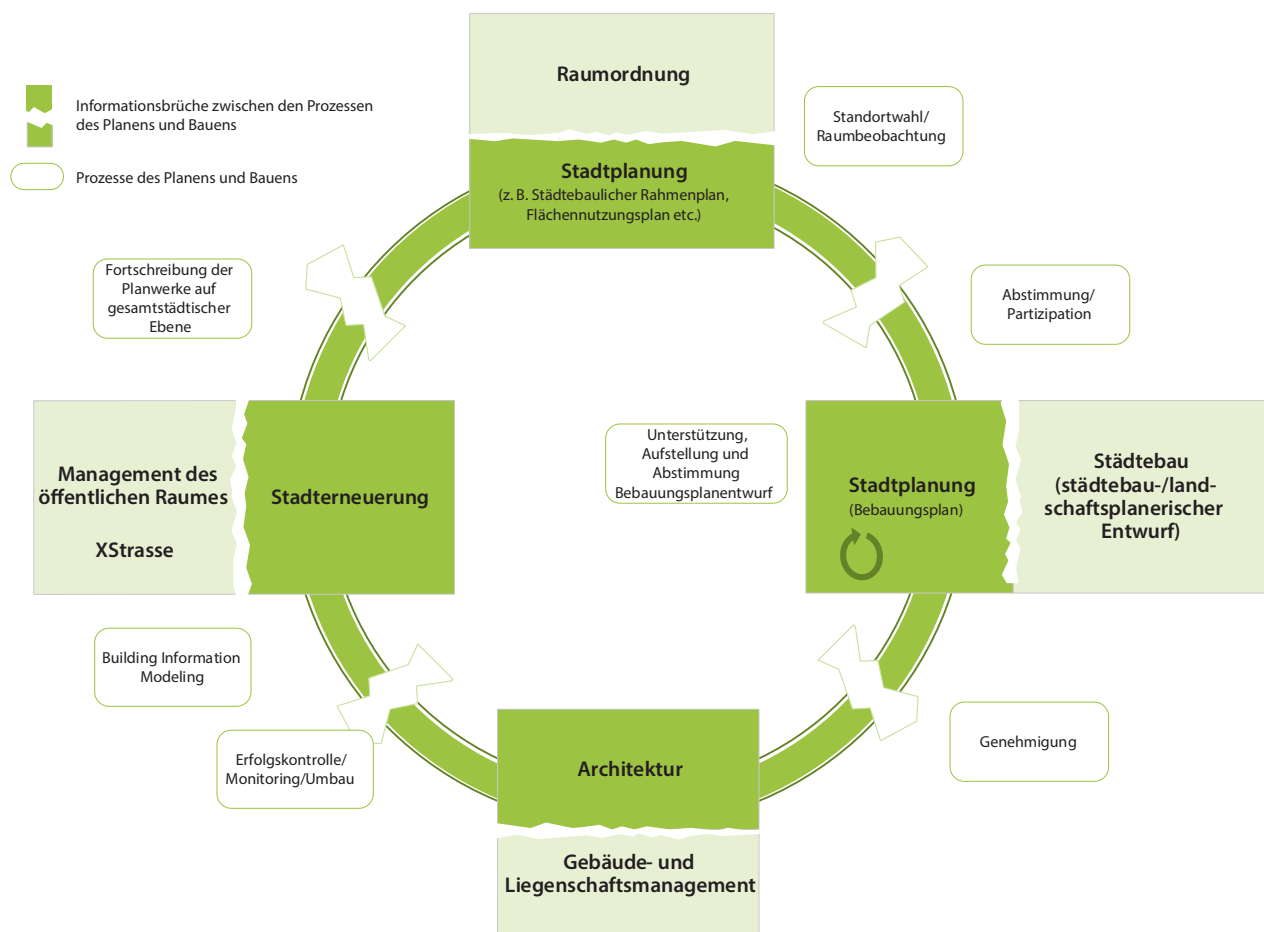 Raumordnung
Informationsbrüche zwischen den Prozessen
des Planens und Bauens
Prozesse des Planens und Bauens
Standortwahl/
Raumbeobachtung
Stadtplanung
(z. B. Städtebaulicher Rahmenplan,
Flächennutzungsplan etc.)
Fortschreibung der
Planwerke auf
gesamtstädtischer
Ebene
Abstimmung/
Partizipation
Management des
öffentlichen Raumes
XStrasse
Stadterneuerung
Unterstützung,
Aufstellung und
Abstimmung
Bebauungsplanentwurf
Stadtplanung
(Bebauungsplan)
Städtebau
(städtebau-/land-
schaftsplanerischer
Entwurf)
Building Information
Modeling
Erfolgskontrolle/
Monitoring/Umbau
Architektur
Genehmigung
Gebäude- und
Liegenschaftsmanagement